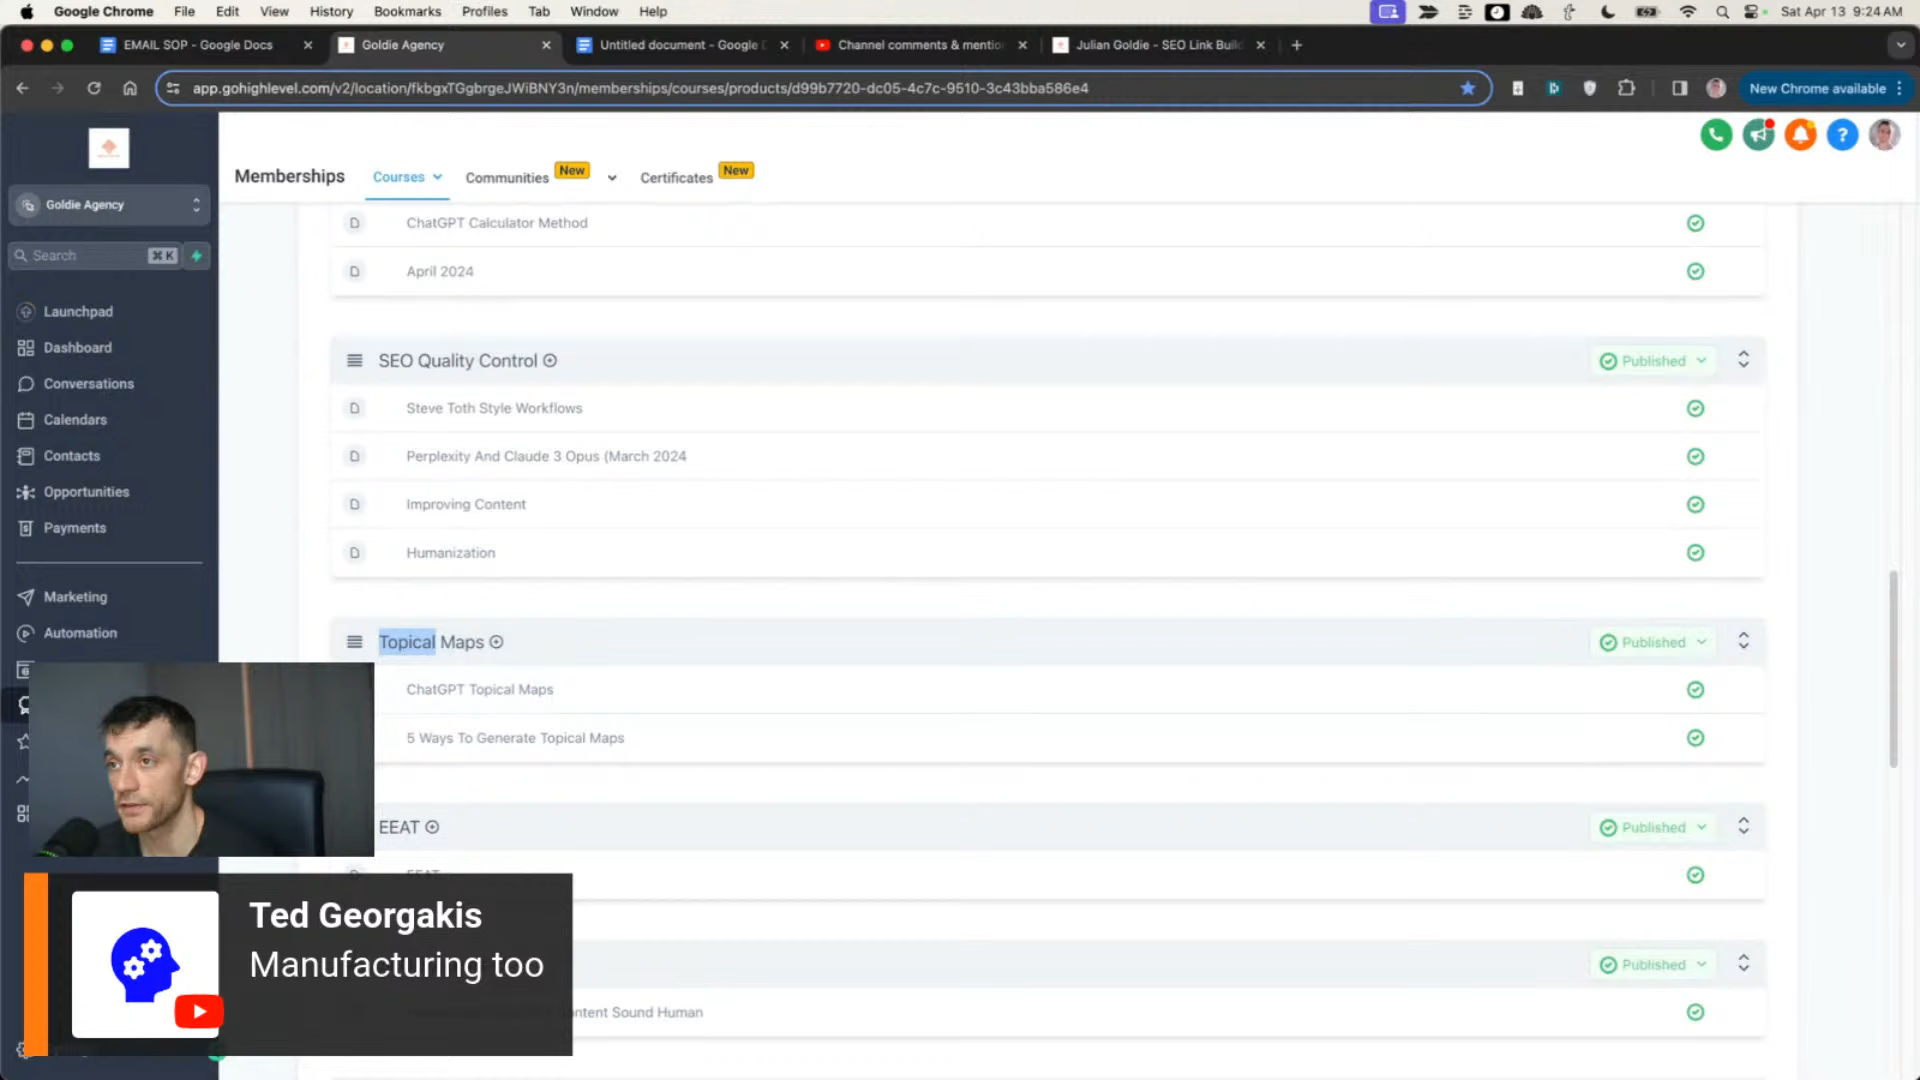 Google Chrome File Edit View History Bookmarks Profiles Tab Window Help Sat Apr 13 9:24 AM
EMAIL SOP - Google Docs Goldie Agency Untitled document - Google D Channel comments & mentio Julian Goldie - SEO Link Buil
app.gohighlevel.com/v2/location/fkbgxTGgbrgeJWiBNY3n/memberships/courses/products/d99b7720-dc05-4c7c-9510-3c43bba586e4 New Chrome available
Memberships Courses Communities New Certificates New
Goldie Agency
Search ⌘ K
Launchpad
Dashboard
Conversations
Calendars
Contacts
Opportunities
Payments
Marketing
Automation
ChatGPT Calculator Method
April 2024
SEO Quality Control Published
Steve Toth Style Workflows
Perplexity And Claude 3 Opus (March 2024
Improving Content
Humanization
Topical Maps Published
ChatGPT Topical Maps
5 Ways To Generate Topical Maps
EEAT Published
EEAT
Published
ntent Sound Human
Ted Georgakis
Manufacturing too